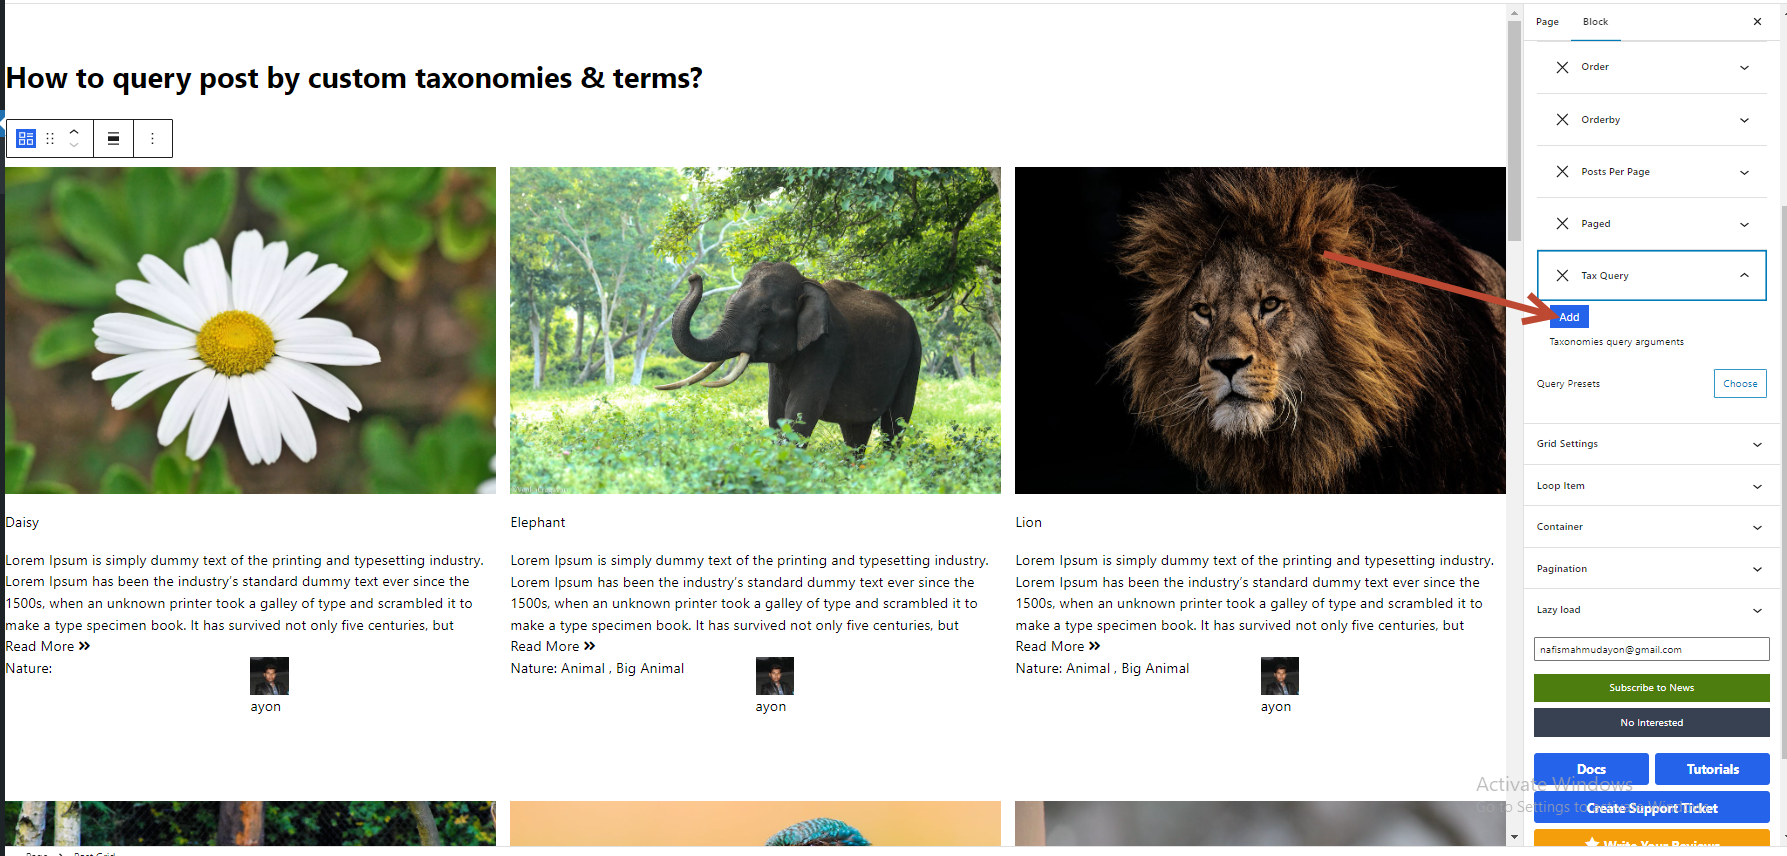 Page Block
How to query post by custom taxonomies & terms?
Order
Orderby
Posts Per Page
Paged
Tax Query
Add
Taxonomies query arguments
Query Presets Choose
Grid Settings
Loop Item
Container
Pagination
Lazy load
nafismahmudayon@gmail.com
Subscribe to News
No Interested
Docs Tutorials
Create Support Ticket
Write Your Reviews
Daisy
Lorem Ipsum is simply dummy text of the printing and typesetting industry.
Lorem Ipsum has been the industry’s standard dummy text ever since the
1500s, when an unknown printer took a galley of type and scrambled it to
make a type specimen book. It has survived not only five centuries, but
Read More »
Nature:
ayon
Elephant
Lorem Ipsum is simply dummy text of the printing and typesetting industry.
Lorem Ipsum has been the industry’s standard dummy text ever since the
1500s, when an unknown printer took a galley of type and scrambled it to
make a type specimen book. It has survived not only five centuries, but
Read More »
Nature: Animal , Big Animal
ayon
Lion
Lorem Ipsum is simply dummy text of the printing and typesetting industry.
Lorem Ipsum has been the industry’s standard dummy text ever since the
1500s, when an unknown printer took a galley of type and scrambled it to
make a type specimen book. It has survived not only five centuries, but
Read More »
Nature: Animal , Big Animal
ayon
Activate Windows
Go to Settings to activate Windows.
Page › Post Grid